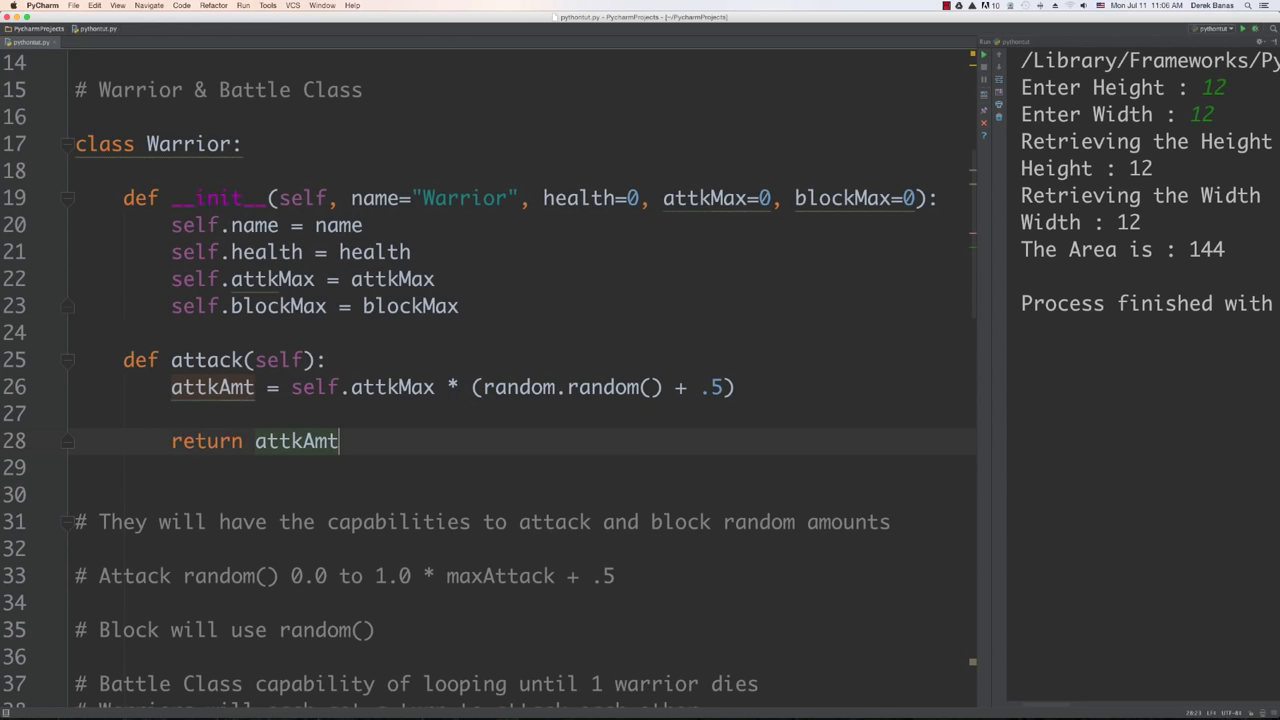 PyCharm File Edit View Navigate Code Refactor Run Tools VCS Window Help
10 Mon Jul 11 11:06 AM Derek Banas
pythontut.py - PycharmProjects - [~/PycharmProjects]
PycharmProjects pythontut.py pythontut
pythontut.py Run pythontut
14
15 # Warrior & Battle Class
16
17 class Warrior:
18
19 def __init__(self, name="Warrior", health=0, attkMax=0, blockMax=0):
20 self.name = name
21 self.health = health
22 self.attkMax = attkMax
23 self.blockMax = blockMax
24
25 def attack(self):
26 attkAmt = self.attkMax * (random.random() + .5)
27
28 return attkAmt
29
30
31 # They will have the capabilities to attack and block random amounts
32
33 # Attack random() 0.0 to 1.0 * maxAttack + .5
34
35 # Block will use random()
36
37 # Battle Class capability of looping until 1 warrior dies
/Library/Frameworks/Py
Enter Height : 12
Enter Width : 12
Retrieving the Height
Height : 12
Retrieving the Width
Width : 12
The Area is : 144
Process finished with
28:23 LF÷ UTF-8÷